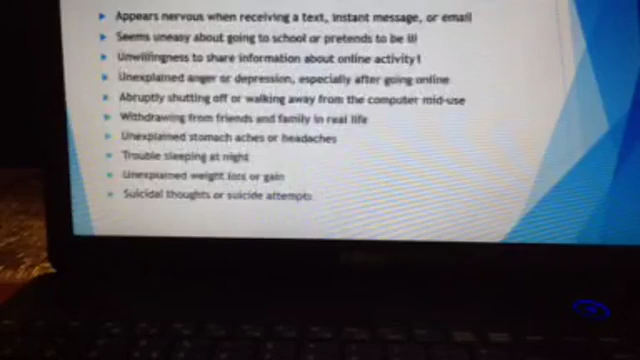 Appears nervous when receiving a text, instant message, or email
Seems uneasy about going to school or pretends to be ill
Unwillingness to share information about online activity!
Unexplained anger or depression, especially after going online
Abruptly shutting off or walking away from the computer mid-use
Withdrawing from friends and family in real life
Unexplained stomach aches or headaches
Trouble sleeping at night
Unexplained weight loss or gain
Suicidal thoughts or suicide attempts